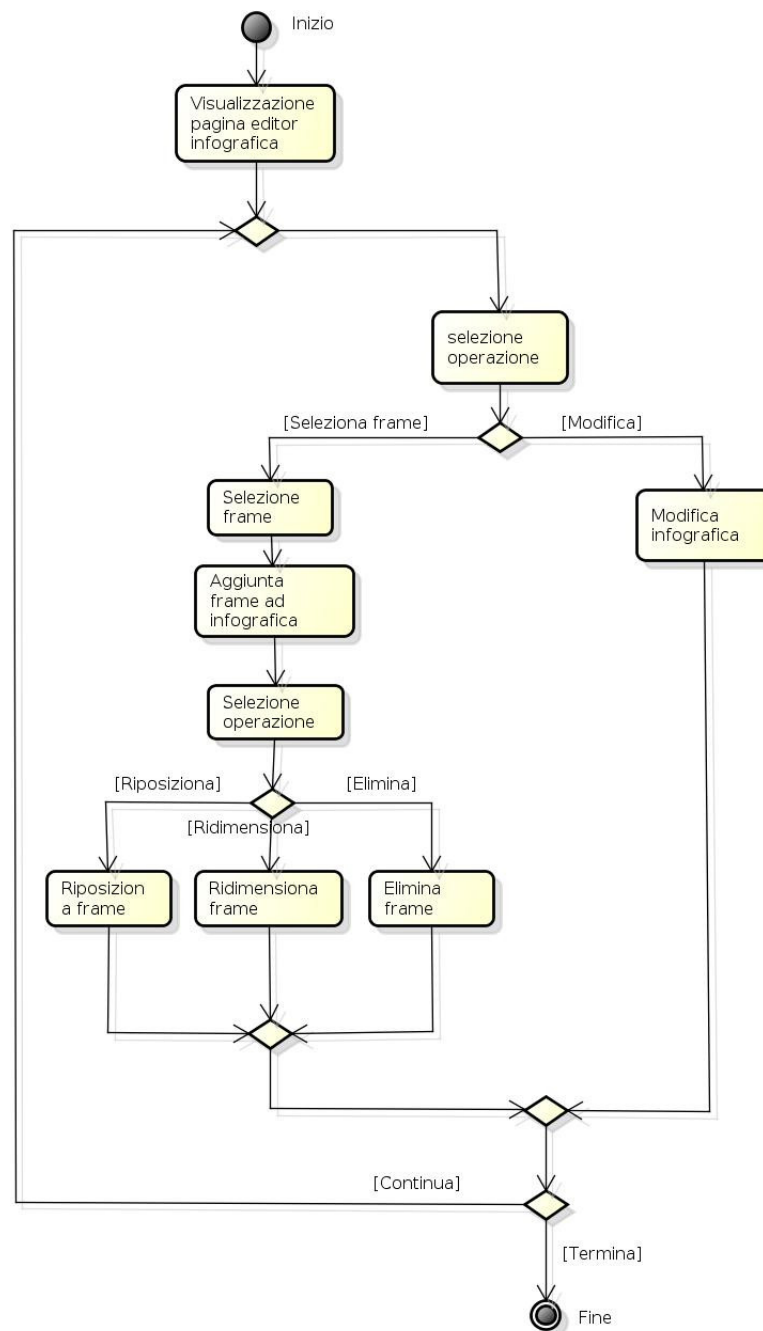 Inizio
Visualizzazione
pagina editor
infografica
selezione
operazione
[Seleziona frame]
[Modifica]
Selezione
frame
Modifica
infografica
Aggiunta
frame ad
infografica
Selezione
operazione
[Riposiziona]
[Elimina]
[Ridimensiona]
Riposizion
a frame
Ridimensiona
frame
Elimina
frame
[Continua]
[Termina]
Fine